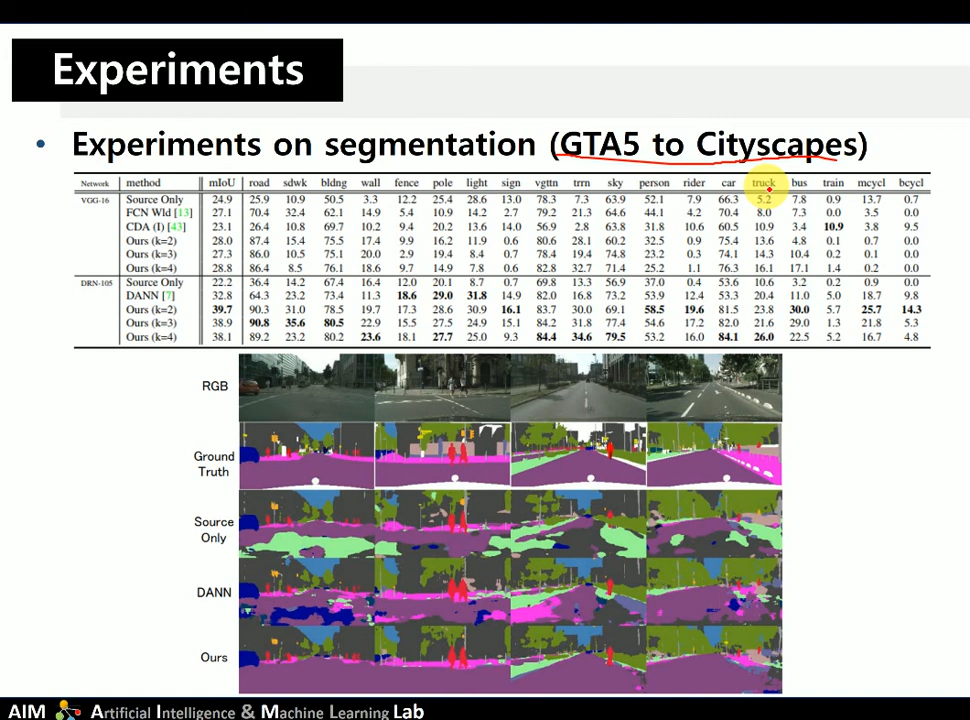 Experiments
• Experiments on segmentation (GTA5 to Cityscapes)
Network method mIoU road sdwk bldng wall fence pole light sign vgttn trrn sky person rider car truck bus train mcycl bcycl
VGG-16 Source Only 24.9 25.9 10.9 50.5 3.3 12.2 25.4 28.6 13.0 78.3 7.3 63.9 52.1 7.9 66.3 5.2 7.8 0.9 13.7 0.7
FCN Wld [13] 27.1 70.4 32.4 62.1 14.9 5.4 10.9 14.2 2.7 79.2 21.3 64.6 44.1 4.2 70.4 8.0 7.3 0.0 3.5 0.0
CDA (I) [43] 23.1 26.4 10.8 69.7 10.2 9.4 20.2 13.6 14.0 56.9 2.8 63.8 31.8 10.6 60.5 10.9 3.4 10.9 3.8 9.5
Ours (k=2) 28.0 87.4 15.4 75.5 17.4 9.9 16.2 11.9 0.6 80.6 28.1 60.2 32.5 0.9 75.4 13.6 4.8 0.1 0.7 0.0
Ours (k=3) 27.3 86.0 10.5 75.1 20.0 2.9 19.4 8.4 0.7 78.4 19.4 74.8 23.2 0.3 74.1 14.3 10.4 0.2 0.1 0.0
Ours (k=4) 28.8 86.4 8.5 76.1 18.6 9.7 14.9 7.8 0.6 82.8 32.7 71.4 25.2 1.1 76.3 16.1 17.1 1.4 0.2 0.0
DRN-105 Source Only 22.2 36.4 14.2 67.4 16.4 12.0 20.1 8.7 0.7 69.8 13.3 56.9 37.0 0.4 53.6 10.6 3.2 0.2 0.9 0.0
DANN [7] 32.8 64.3 23.2 73.4 11.3 18.6 29.0 31.8 14.9 82.0 16.8 73.2 53.9 12.4 53.3 20.4 11.0 5.0 18.7 9.8
Ours (k=2) 39.7 90.3 31.0 78.5 19.7 17.3 28.6 30.9 16.1 83.7 30.0 69.1 58.5 19.6 81.5 23.8 30.0 5.7 25.7 14.3
Ours (k=3) 38.9 90.8 35.6 80.5 22.9 15.5 27.5 24.9 15.1 84.2 31.8 77.4 54.6 17.2 82.0 21.6 29.0 1.3 21.8 5.3
Ours (k=4) 38.1 89.2 23.2 80.2 23.6 18.1 27.7 25.0 9.3 84.4 34.6 79.5 53.2 16.0 84.1 26.0 22.5 5.2 16.7 4.8
RGB
Ground
Truth
Source
Only
DANN
Ours
AIM Artificial Intelligence & Machine Learning Lab